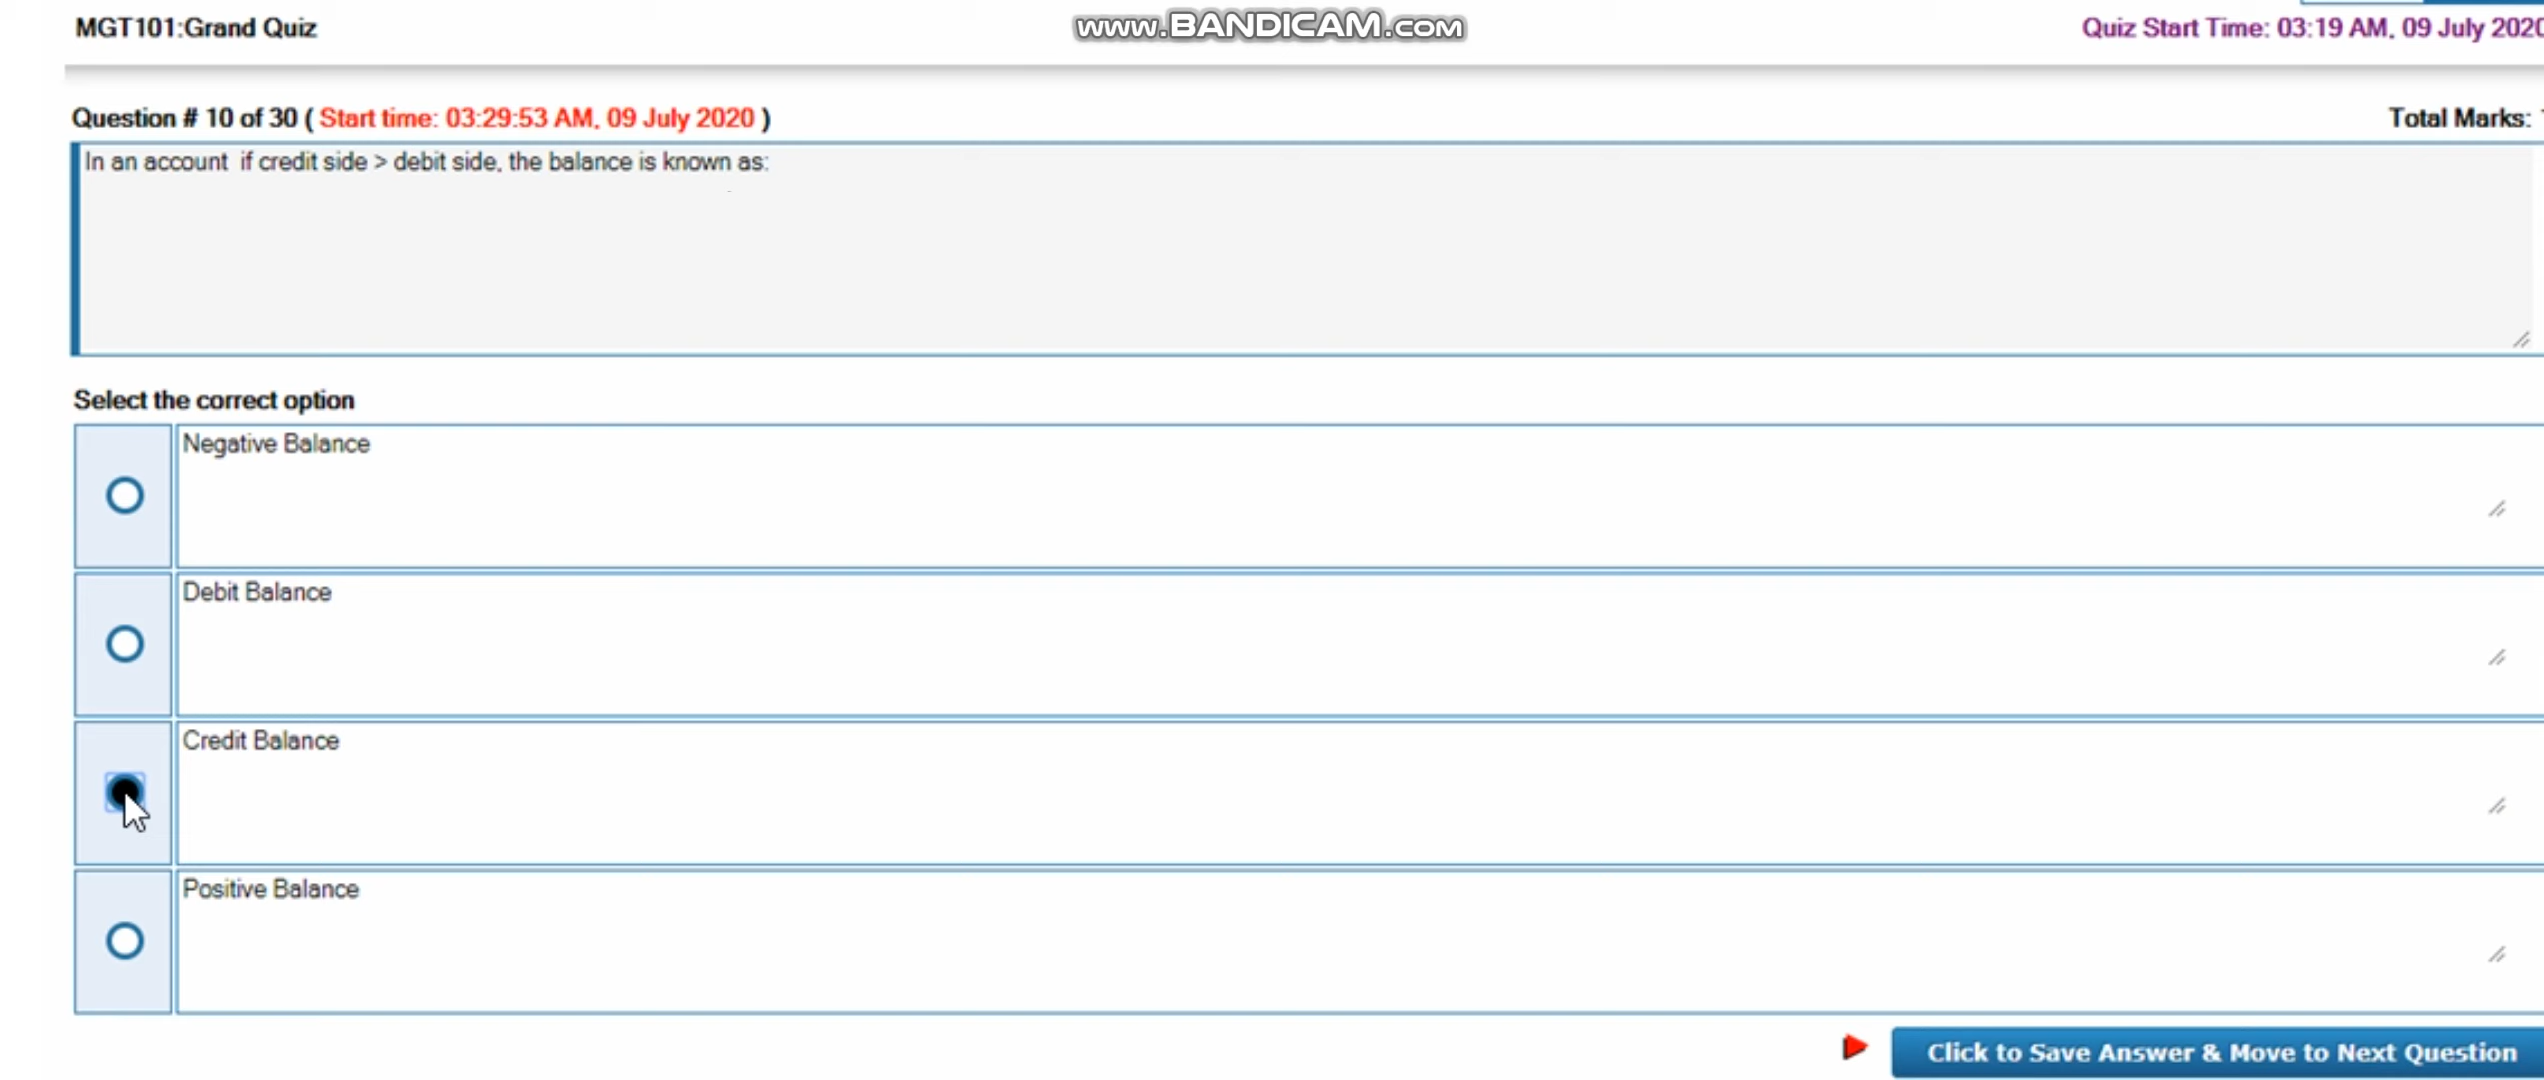 MGT101:Grand Quiz
www.BANDICAM.com
Quiz Start Time: 03:19 AM, 09 July 2020
Question # 10 of 30 ( Start time: 03:29:53 AM, 09 July 2020 )
Total Marks:
In an account  if credit side > debit side, the balance is known as:
Select the correct option
Negative Balance
Debit Balance
Credit Balance
Positive Balance
Click to Save Answer & Move to Next Question